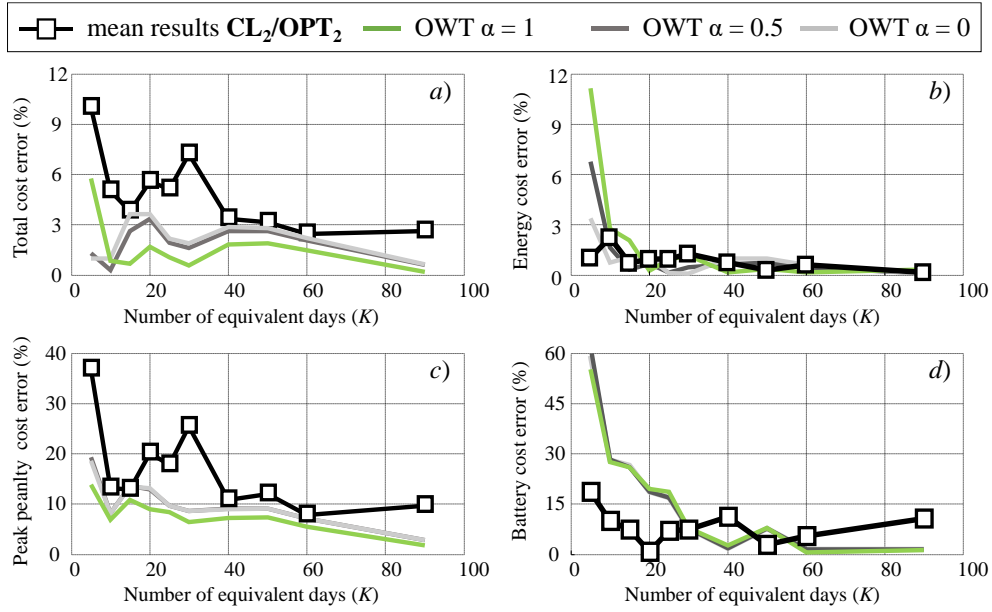 mean results CL2/OPT2 OWT α = 1 OWT α = 0.5 OWT α = 0
a)
Total cost error (%)
12
9
6
3
0
0 20 40 60 80 100
Number of equivalent days (K)
b)
Energy cost error (%)
12
9
6
3
0
0 20 40 60 80 100
Number of equivalent days (K)
c)
Peak peanlty cost error (%)
40
30
20
10
0
0 20 40 60 80 100
Number of equivalent days (K)
d)
Battery cost error (%)
60
45
30
15
0
0 20 40 60 80 100
Number of equivalent days (K)